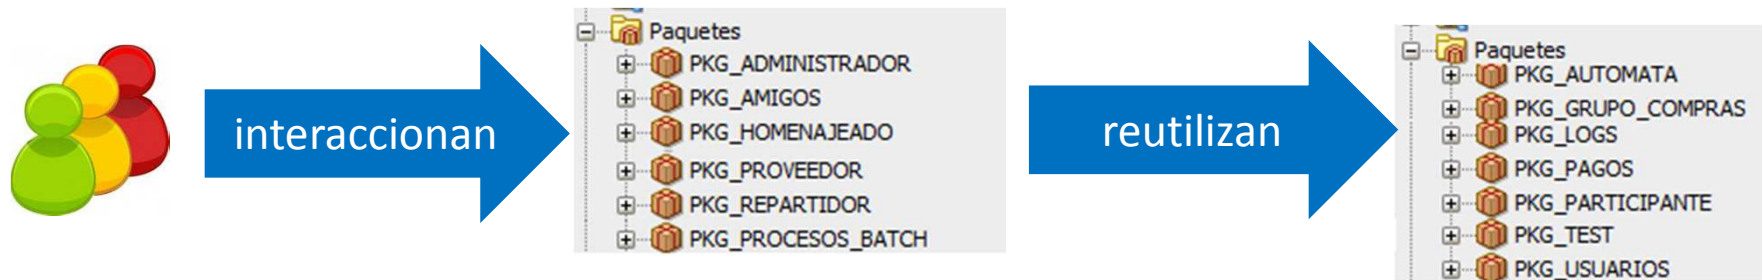 interaccionan
Paquetes
PKG_ADMINISTRADOR
PKG_AMIGOS
PKG_HOMENAJEADO
PKG_PROVEEDOR
PKG_REPARTIDOR
PKG_PROCESOS_BATCH
reutilizan
Paquetes
PKG_AUTOMATA
PKG_GRUPO_COMPRAS
PKG_LOGS
PKG_PAGOS
PKG_PARTICIPANTE
PKG_TEST
PKG_USUARIOS